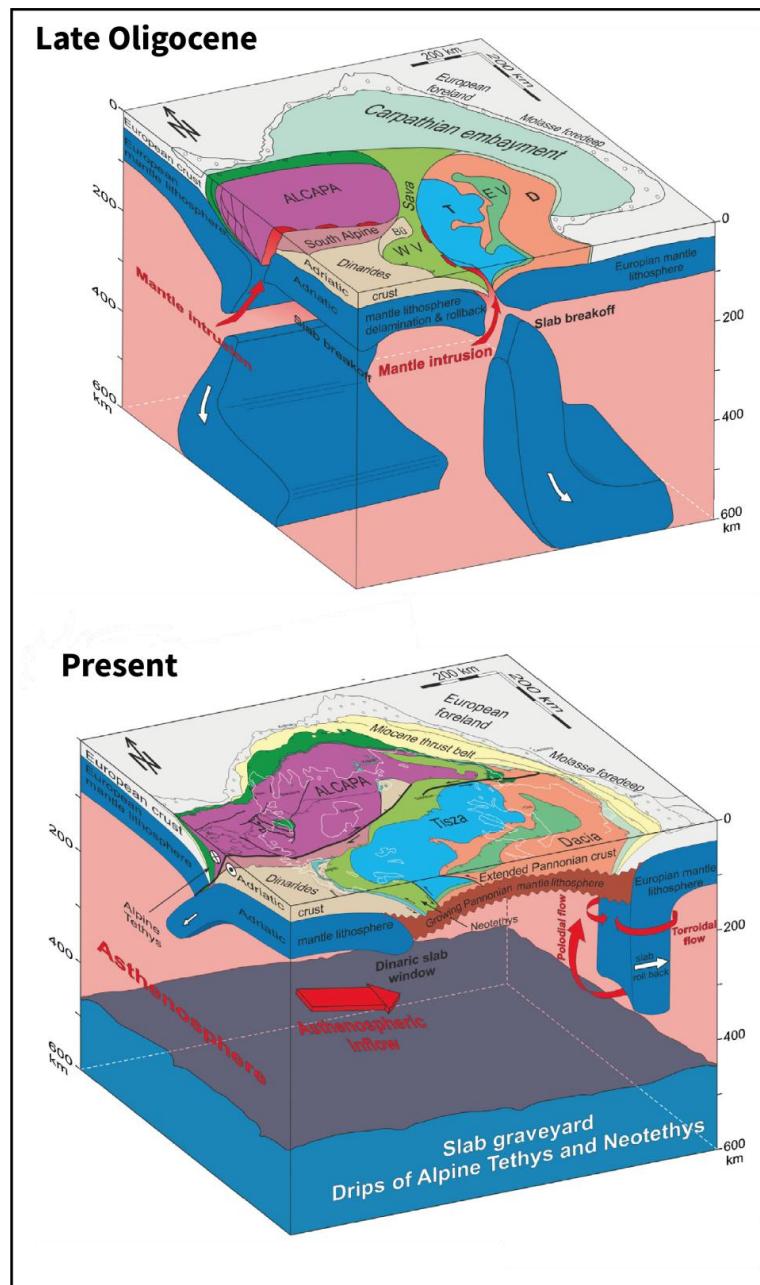 Late Oligocene
200 km
200 km
European
foreland
Molasse foredeep
Carpathian embayment
N
0
200
400
600
km
European crust
European
mantle lithosphere
ALCAPA
South Alpine
Sava
Bü
W V
T
E V
D
Dinarides
Adriatic
crust
Adriatic
mantle lithosphere
delamination & rollback
Europian mantle
lithosphere
Mantle intrusion
Slab breakoff
Mantle intrusion
Slab breakoff
0
200
400
600
km
Present
200 km
200 km
European
foreland
Miocene thrust belt
Molasse foredeep
N
0
200
400
600
km
European crust
European
mantle lithosphere
ALCAPA
Tisza
Dacia
Alpine
Tethys
Dinarides
Adriatic
crust
Adriatic
mantle lithosphere
Extended Pannonian crust
Growing Pannonian mantle lithosphere
Neotethys
Europian mantle
lithosphere
Polodial flow
Torroidal
flow
slab
roll back
Dinaric slab
window
Asthenosphere
Asthenospheric
inflow
0
200
400
600
km
Slab graveyard
Drips of Alpine Tethys and Neotethys